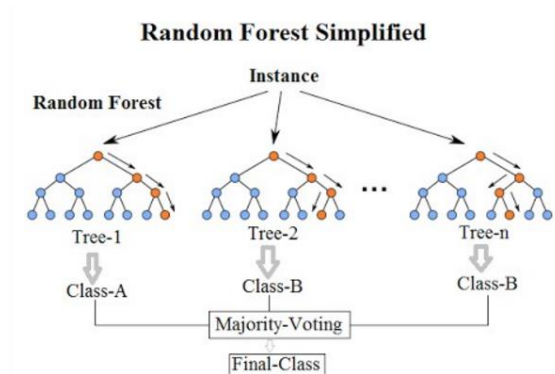 Random Forest Simplified
Instance
Random Forest
...
Tree-1 Tree-2 Tree-n
Class-A Class-B Class-B
Majority-Voting
Final-Class